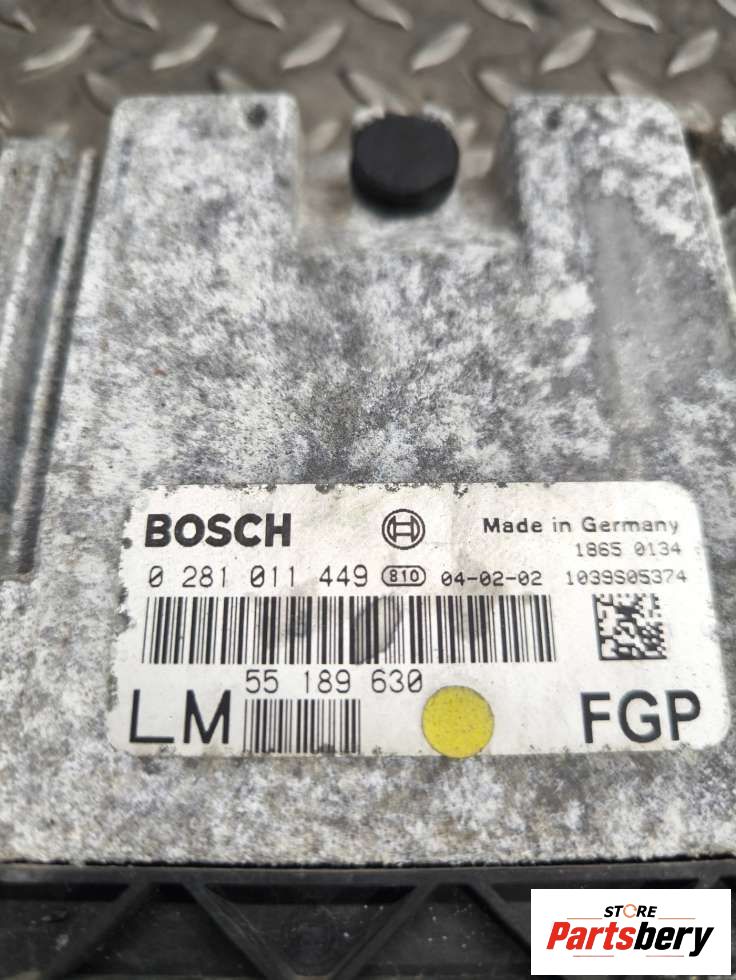 BOSCH Made in Germany
1865 0134
0 281 011 449 810 04-02-02 1039S05374
55 189 630
LM FGP
STORE
Partsbery